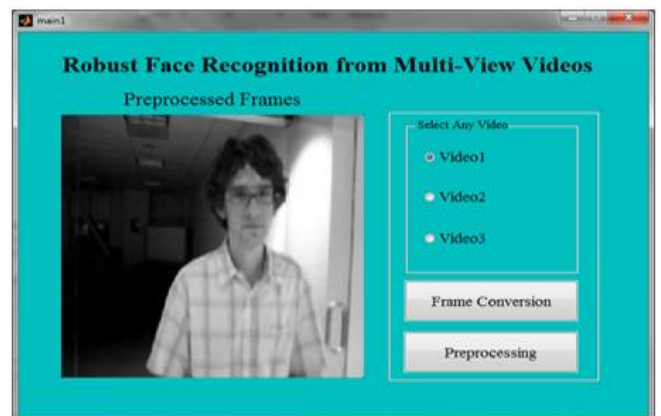 main1
Robust Face Recognition from Multi-View Videos
Preprocessed Frames
Select Any Video
Video1
Video2
Video3
Frame Conversion
Preprocessing